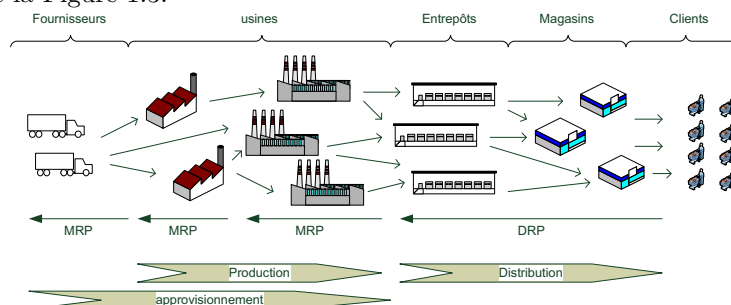 la Figure 1.3.
Fournisseurs usines Entrepôts Magasins Clients
MRP MRP MRP DRP
Production Distribution
approvisionnement